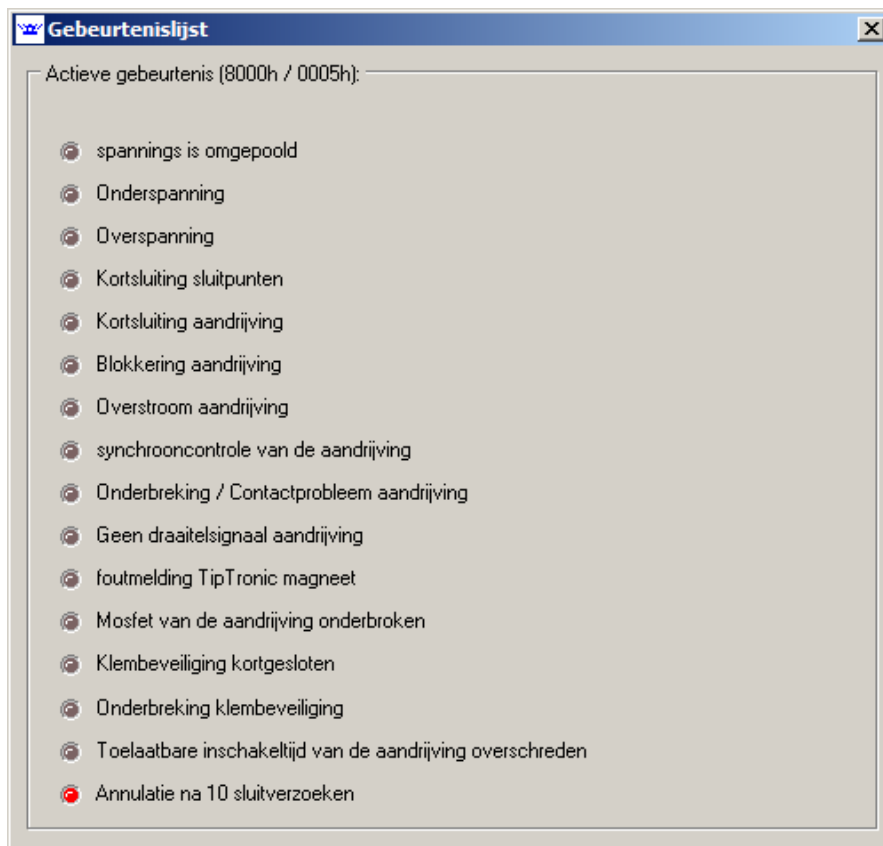 Gebeurtenislijst
Actieve gebeurtenis (8000h / 0005h):
spannings is omgepoold
Onderspanning
Overspanning
Kortsluiting sluitpunten
Kortsluiting aandrijving
Blokkering aandrijving
Overstroom aandrijving
synchrooncontrole van de aandrijving
Onderbreking / Contactprobleem aandrijving
Geen draaitelsignaal aandrijving
foutmelding TipTronic magneet
Mosfet van de aandrijving onderbroken
Klembeveiliging kortgesloten
Onderbreking klembeveiliging
Toelaatbare inschakeltijd van de aandrijving overschreden
Annulatie na 10 sluitverzoeken